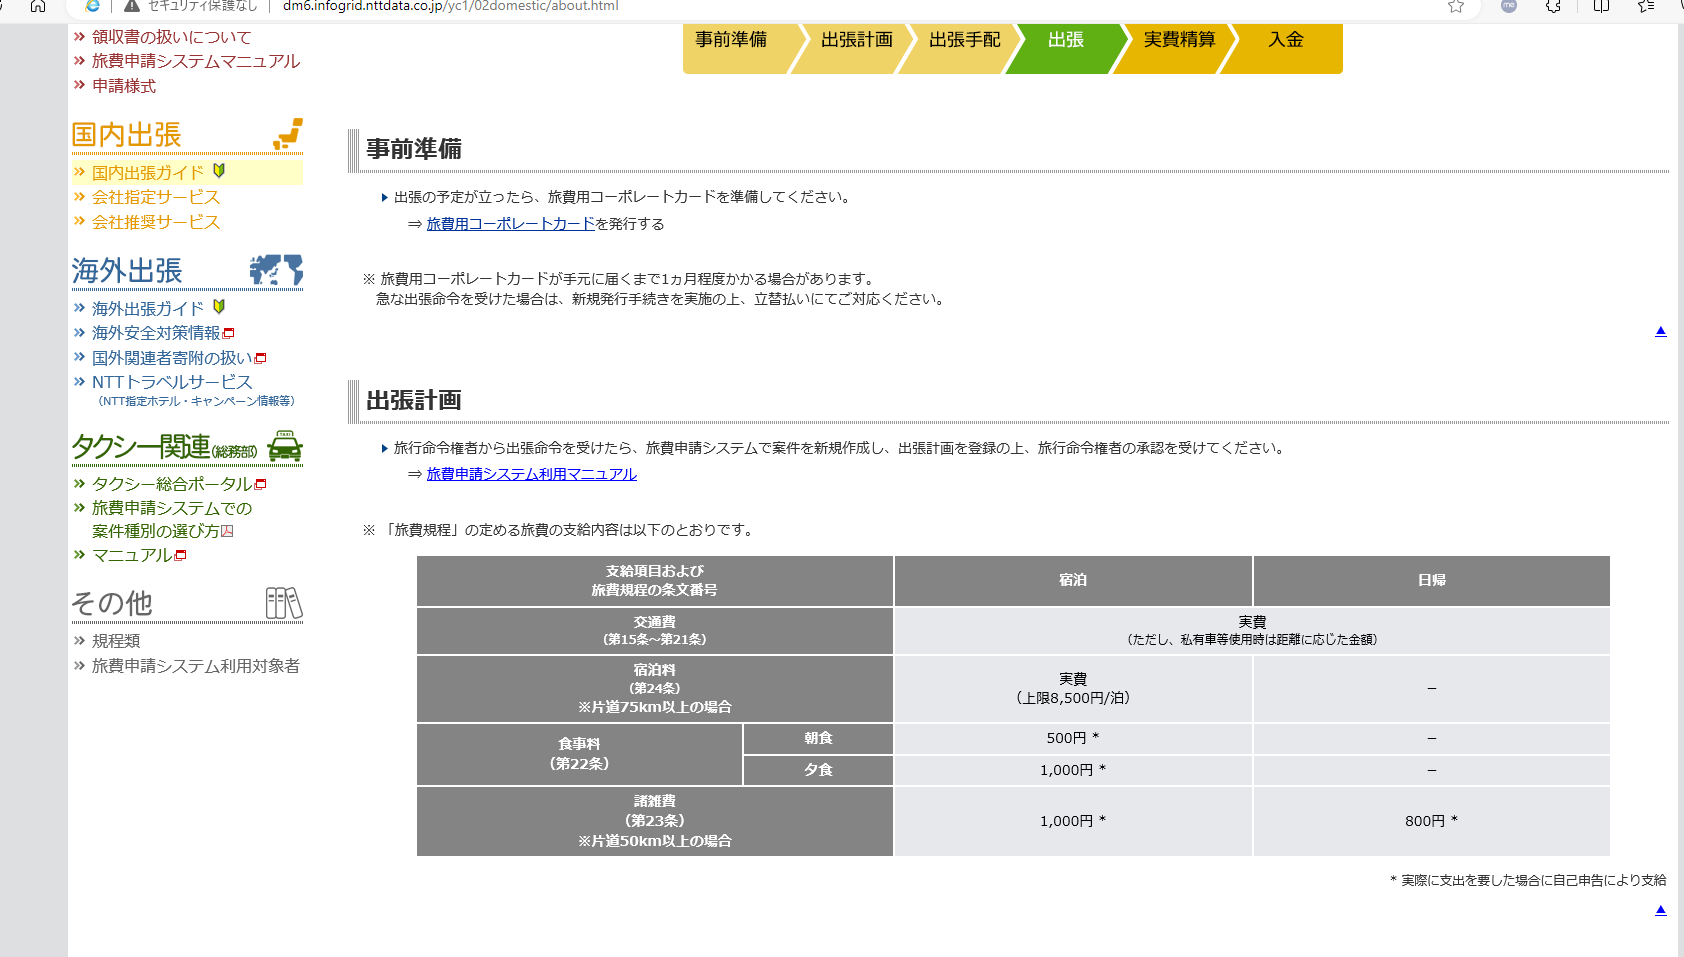 セキュリティ保護なし
dm6.infogrid.nttdata.co.jp/yc1/02domestic/about.html
me
領収書の扱いについて
旅費申請システムマニュアル
申請様式
国内出張
国内出張ガイド
会社指定サービス
会社推奨サービス
海外出張
海外出張ガイド
海外安全対策情報
国外関連者寄附の扱い
NTTトラベルサービス
（NTT指定ホテル・キャンペーン情報等）
タクシー関連(総務部)
TAXI
タクシー総合ポータル
旅費申請システムでの
案件種別の選び方
マニュアル
その他
規程類
旅費申請システム利用対象者
事前準備 出張計画 出張手配 出張 実費精算 入金
事前準備
出張の予定が立ったら、旅費用コーポレートカードを準備してください。
⇒ 旅費用コーポレートカードを発行する
※ 旅費用コーポレートカードが手元に届くまで1ヵ月程度かかる場合があります。
急な出張命令を受けた場合は、新規発行手続きを実施の上、立替払いにてご対応ください。
▲
出張計画
旅行命令権者から出張命令を受けたら、旅費申請システムで案件を新規作成し、出張計画を登録の上、旅行命令権者の承認を受けてください。
⇒ 旅費申請システム利用マニュアル
※ 「旅費規程」の定める旅費の支給内容は以下のとおりです。
支給項目および
旅費規程の条文番号
宿泊
日帰
交通費
（第15条～第21条）
実費
（ただし、私有車等使用時は距離に応じた金額）
宿泊料
（第24条）
※片道75km以上の場合
実費
（上限8,500円/泊）
－
食事料
（第22条）
朝食
500円 *
－
夕食
1,000円 *
－
諸雑費
（第23条）
※片道50km以上の場合
1,000円 *
800円 *
* 実際に支出を要した場合に自己申告により支給
▲